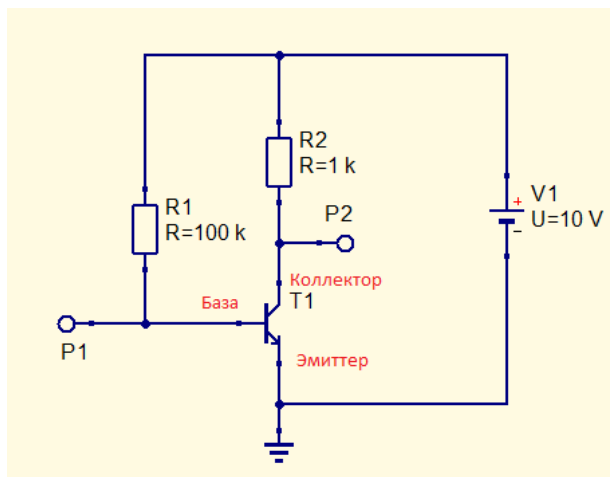 R2
R=1 k
P2
V1
+
U=10 V
−
R1
R=100 k
Коллектор
T1
База
P1
Эмиттер